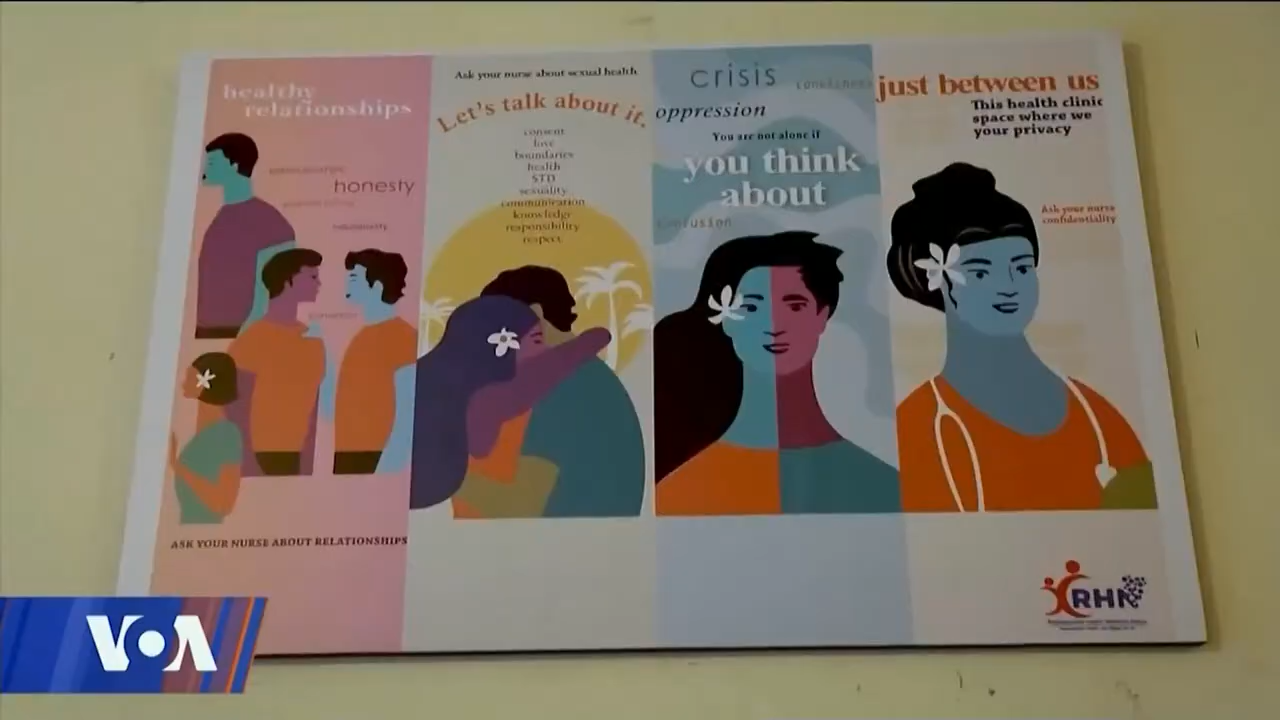 healthy
relationships
honesty
ASK YOUR NURSE ABOUT RELATIONSHIPS
Ask your nurse about sexual health
Let's talk about it.
consent
love
boundaries
health
STD
sexuality
communication
knowledge
responsibility
respect
crisis
oppression
You are not alone if
you think
about
confusion
just between us
This health clinic
space where we
your privacy
Ask your nurse
confidentiality
RHN
VOA